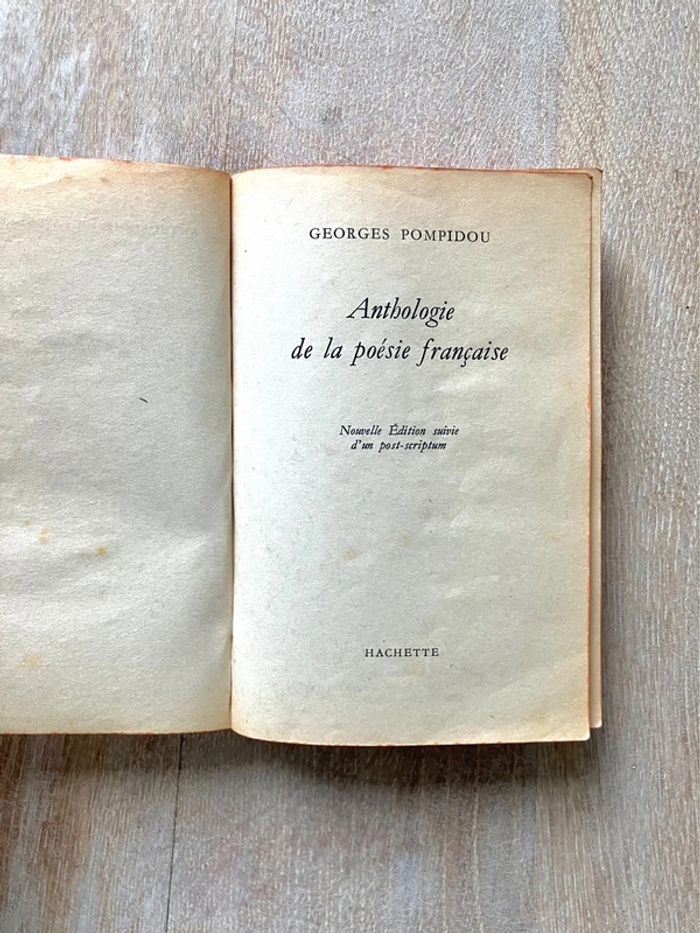 GEORGES POMPIDOU
Anthologie
de la poésie française
Nouvelle Édition suivie
d'un post-scriptum
HACHETTE